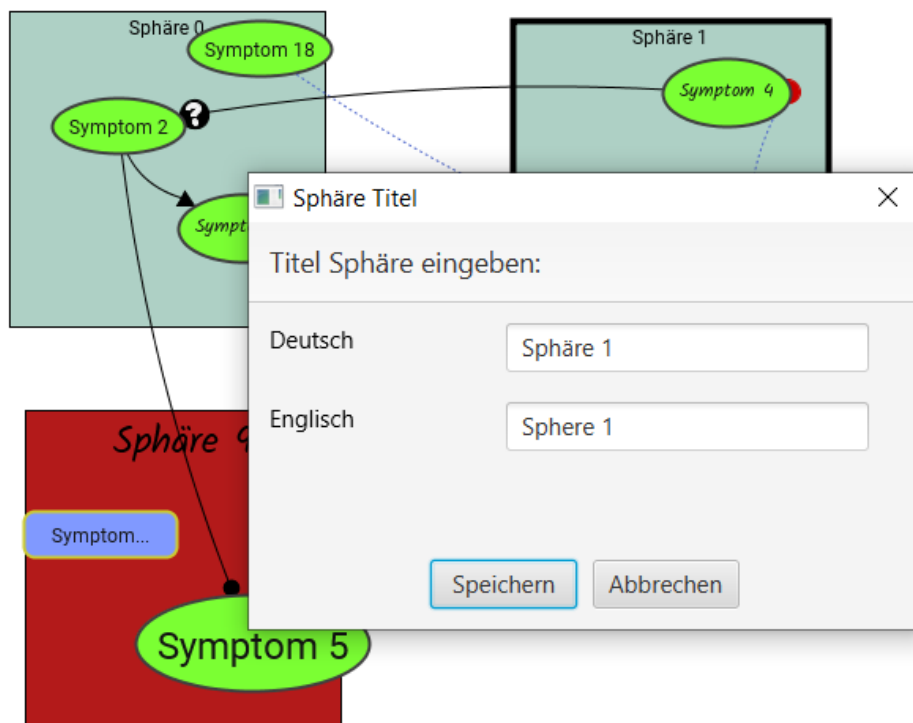 Sphäre 0
Symptom 18
Sphäre 1
Symptom 4
?
Symptom 2
Sphäre Titel
Titel Sphäre eingeben:
Deutsch
Sphäre 1
Englisch
Sphere 1
Sphäre
Symptom...
Speichern
Abbrechen
Symptom 5